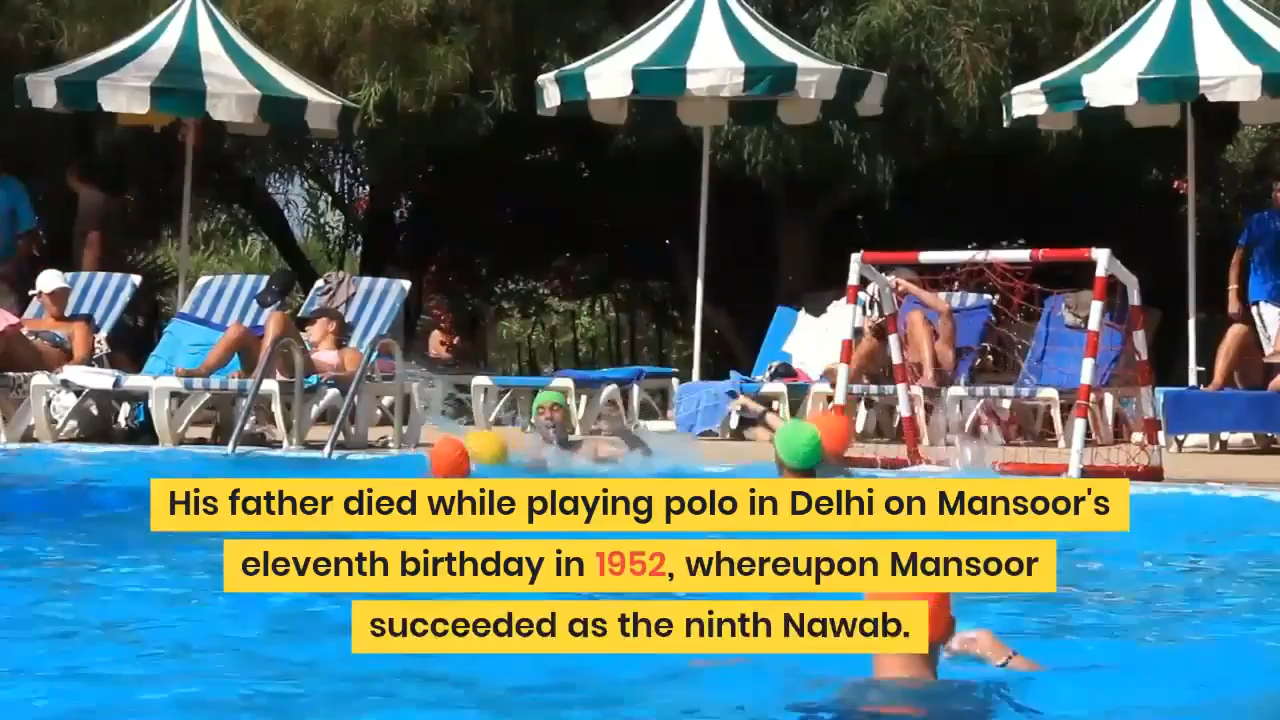 His father died while playing polo in Delhi on Mansoor's
eleventh birthday in 1952, whereupon Mansoor
succeeded as the ninth Nawab.